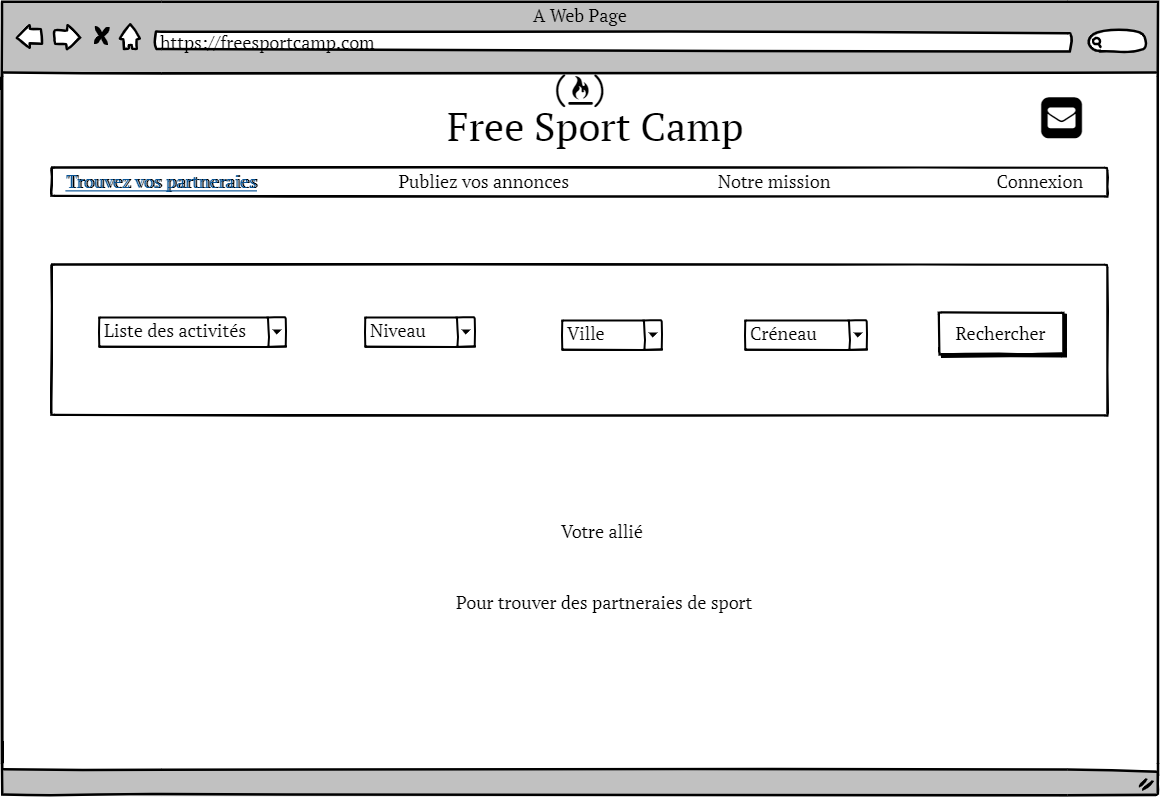 A Web Page
https://freesportcamp.com
Free Sport Camp
Trouvez vos partneraies
Publiez vos annonces
Notre mission
Connexion
Liste des activités
Niveau
Ville
Créneau
Rechercher
Votre allié
Pour trouver des partneraies de sport